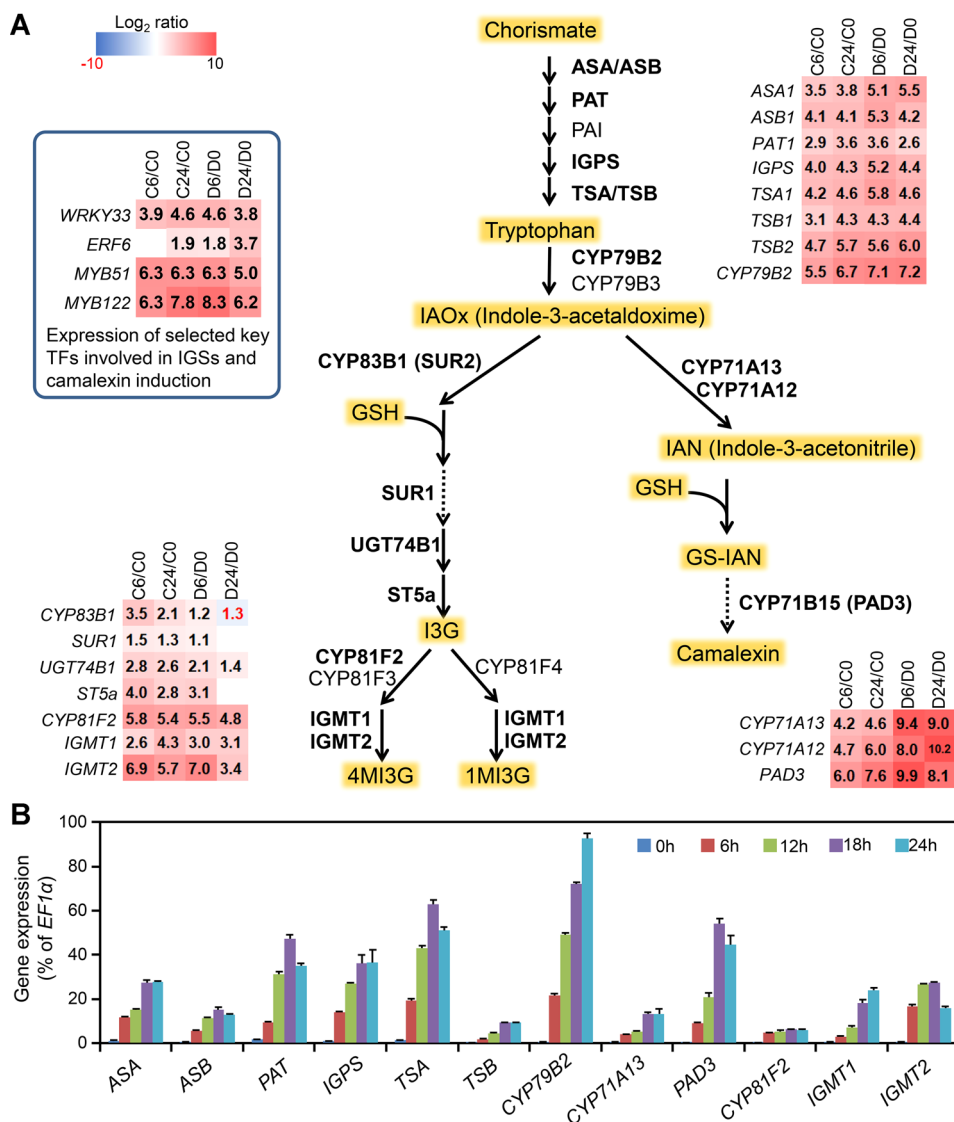 A
Log2 ratio
-10 10
C6/C0 C24/C0 D6/D0 D24/D0
WRKY33 3.9 4.6 4.6 3.8
ERF6 1.9 1.8 3.7
MYB51 6.3 6.3 6.3 5.0
MYB122 6.3 7.8 8.3 6.2
Expression of selected key
TFs involved in IGSs and
camalexin induction
Chorismate
ASA/ASB
PAT
PAI
IGPS
TSA/TSB
Tryptophan
CYP79B2
CYP79B3
IAOx (Indole-3-acetaldoxime)
C6/C0 C24/C0 D6/D0 D24/D0
ASA1 3.5 3.8 5.1 5.5
ASB1 4.1 4.1 5.3 4.2
PAT1 2.9 3.6 3.6 2.6
IGPS 4.0 4.3 5.2 4.4
TSA1 4.2 4.6 5.8 4.6
TSB1 3.1 4.3 4.3 4.4
TSB2 4.7 5.7 5.6 6.0
CYP79B2 5.5 6.7 7.1 7.2
CYP83B1 (SUR2)
GSH
SUR1
UGT74B1
ST5a
I3G
CYP81F2
CYP81F3
CYP81F4
IGMT1
IGMT2
IGMT1
IGMT2
4MI3G
1MI3G
CYP71A13
CYP71A12
IAN (Indole-3-acetonitrile)
GSH
GS-IAN
CYP71B15 (PAD3)
Camalexin
C6/C0 C24/C0 D6/D0 D24/D0
CYP83B1 3.5 2.1 1.2 1.3
SUR1 1.5 1.3 1.1
UGT74B1 2.8 2.6 2.1 1.4
ST5a 4.0 2.8 3.1
CYP81F2 5.8 5.4 5.5 4.8
IGMT1 2.6 4.3 3.0 3.1
IGMT2 6.9 5.7 7.0 3.4
C6/C0 C24/C0 D6/D0 D24/D0
CYP71A13 4.2 4.6 9.4 9.0
CYP71A12 4.7 6.0 8.0 10.2
PAD3 6.0 7.6 9.9 8.1
B
Gene expression
(% of EF1α)
100
80
60
40
20
0
0h 6h 12h 18h 24h
ASA ASB PAT IGPS TSA TSB CYP79B2 CYP71A13 PAD3 CYP81F2 IGMT1 IGMT2